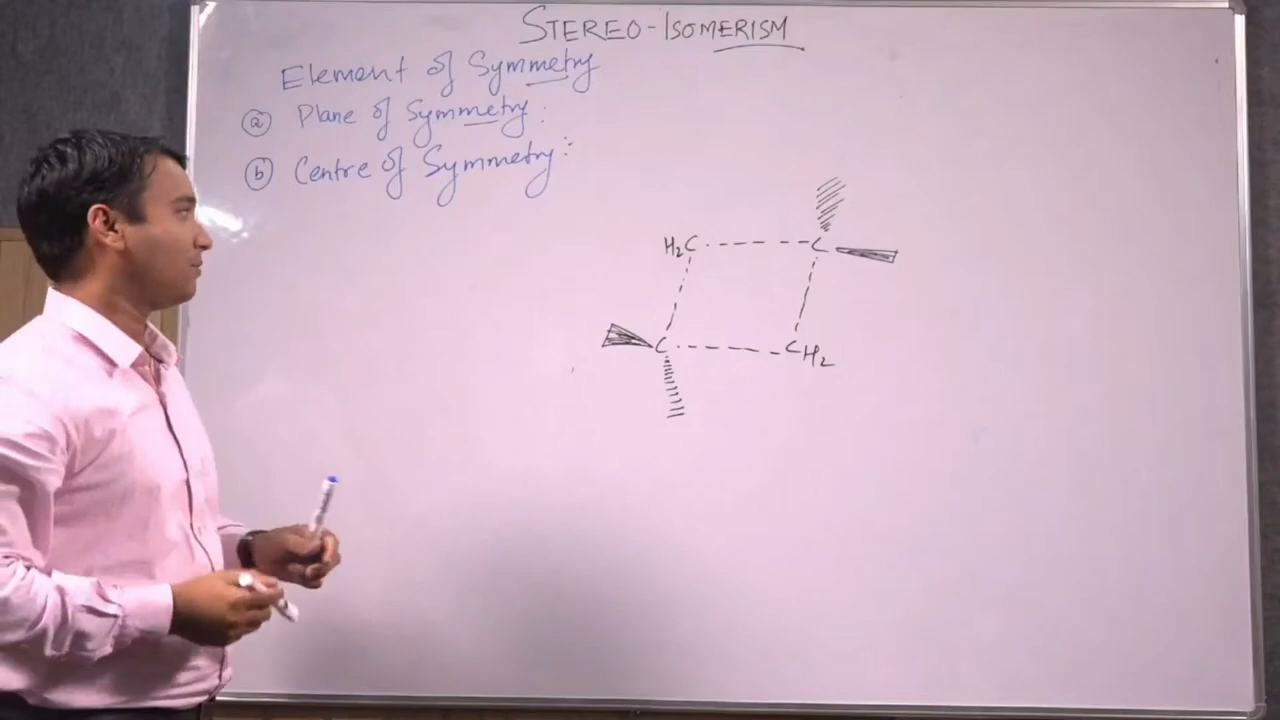 STEREO-ISOMERISM
Element of Symmetry
ⓐ Plane of Symmetry :
ⓑ Centre of Symmetry :
H₂C C
C CH₂